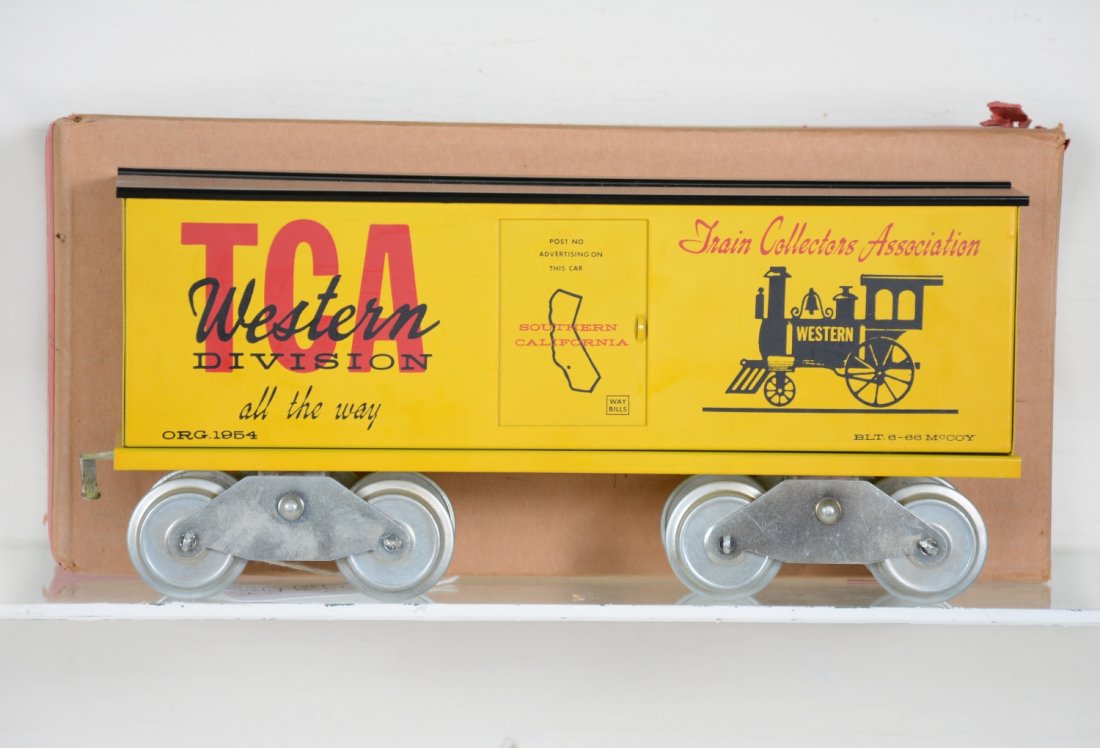 TCA
Western
DIVISION
all the way
ORG. 1954
POST NO
ADVERTISING ON
THIS CAR
SOUTHERN
CALIFORNIA
WAY
BILLS
Train Collectors Association
WESTERN
BLT. 6-66 McCOY